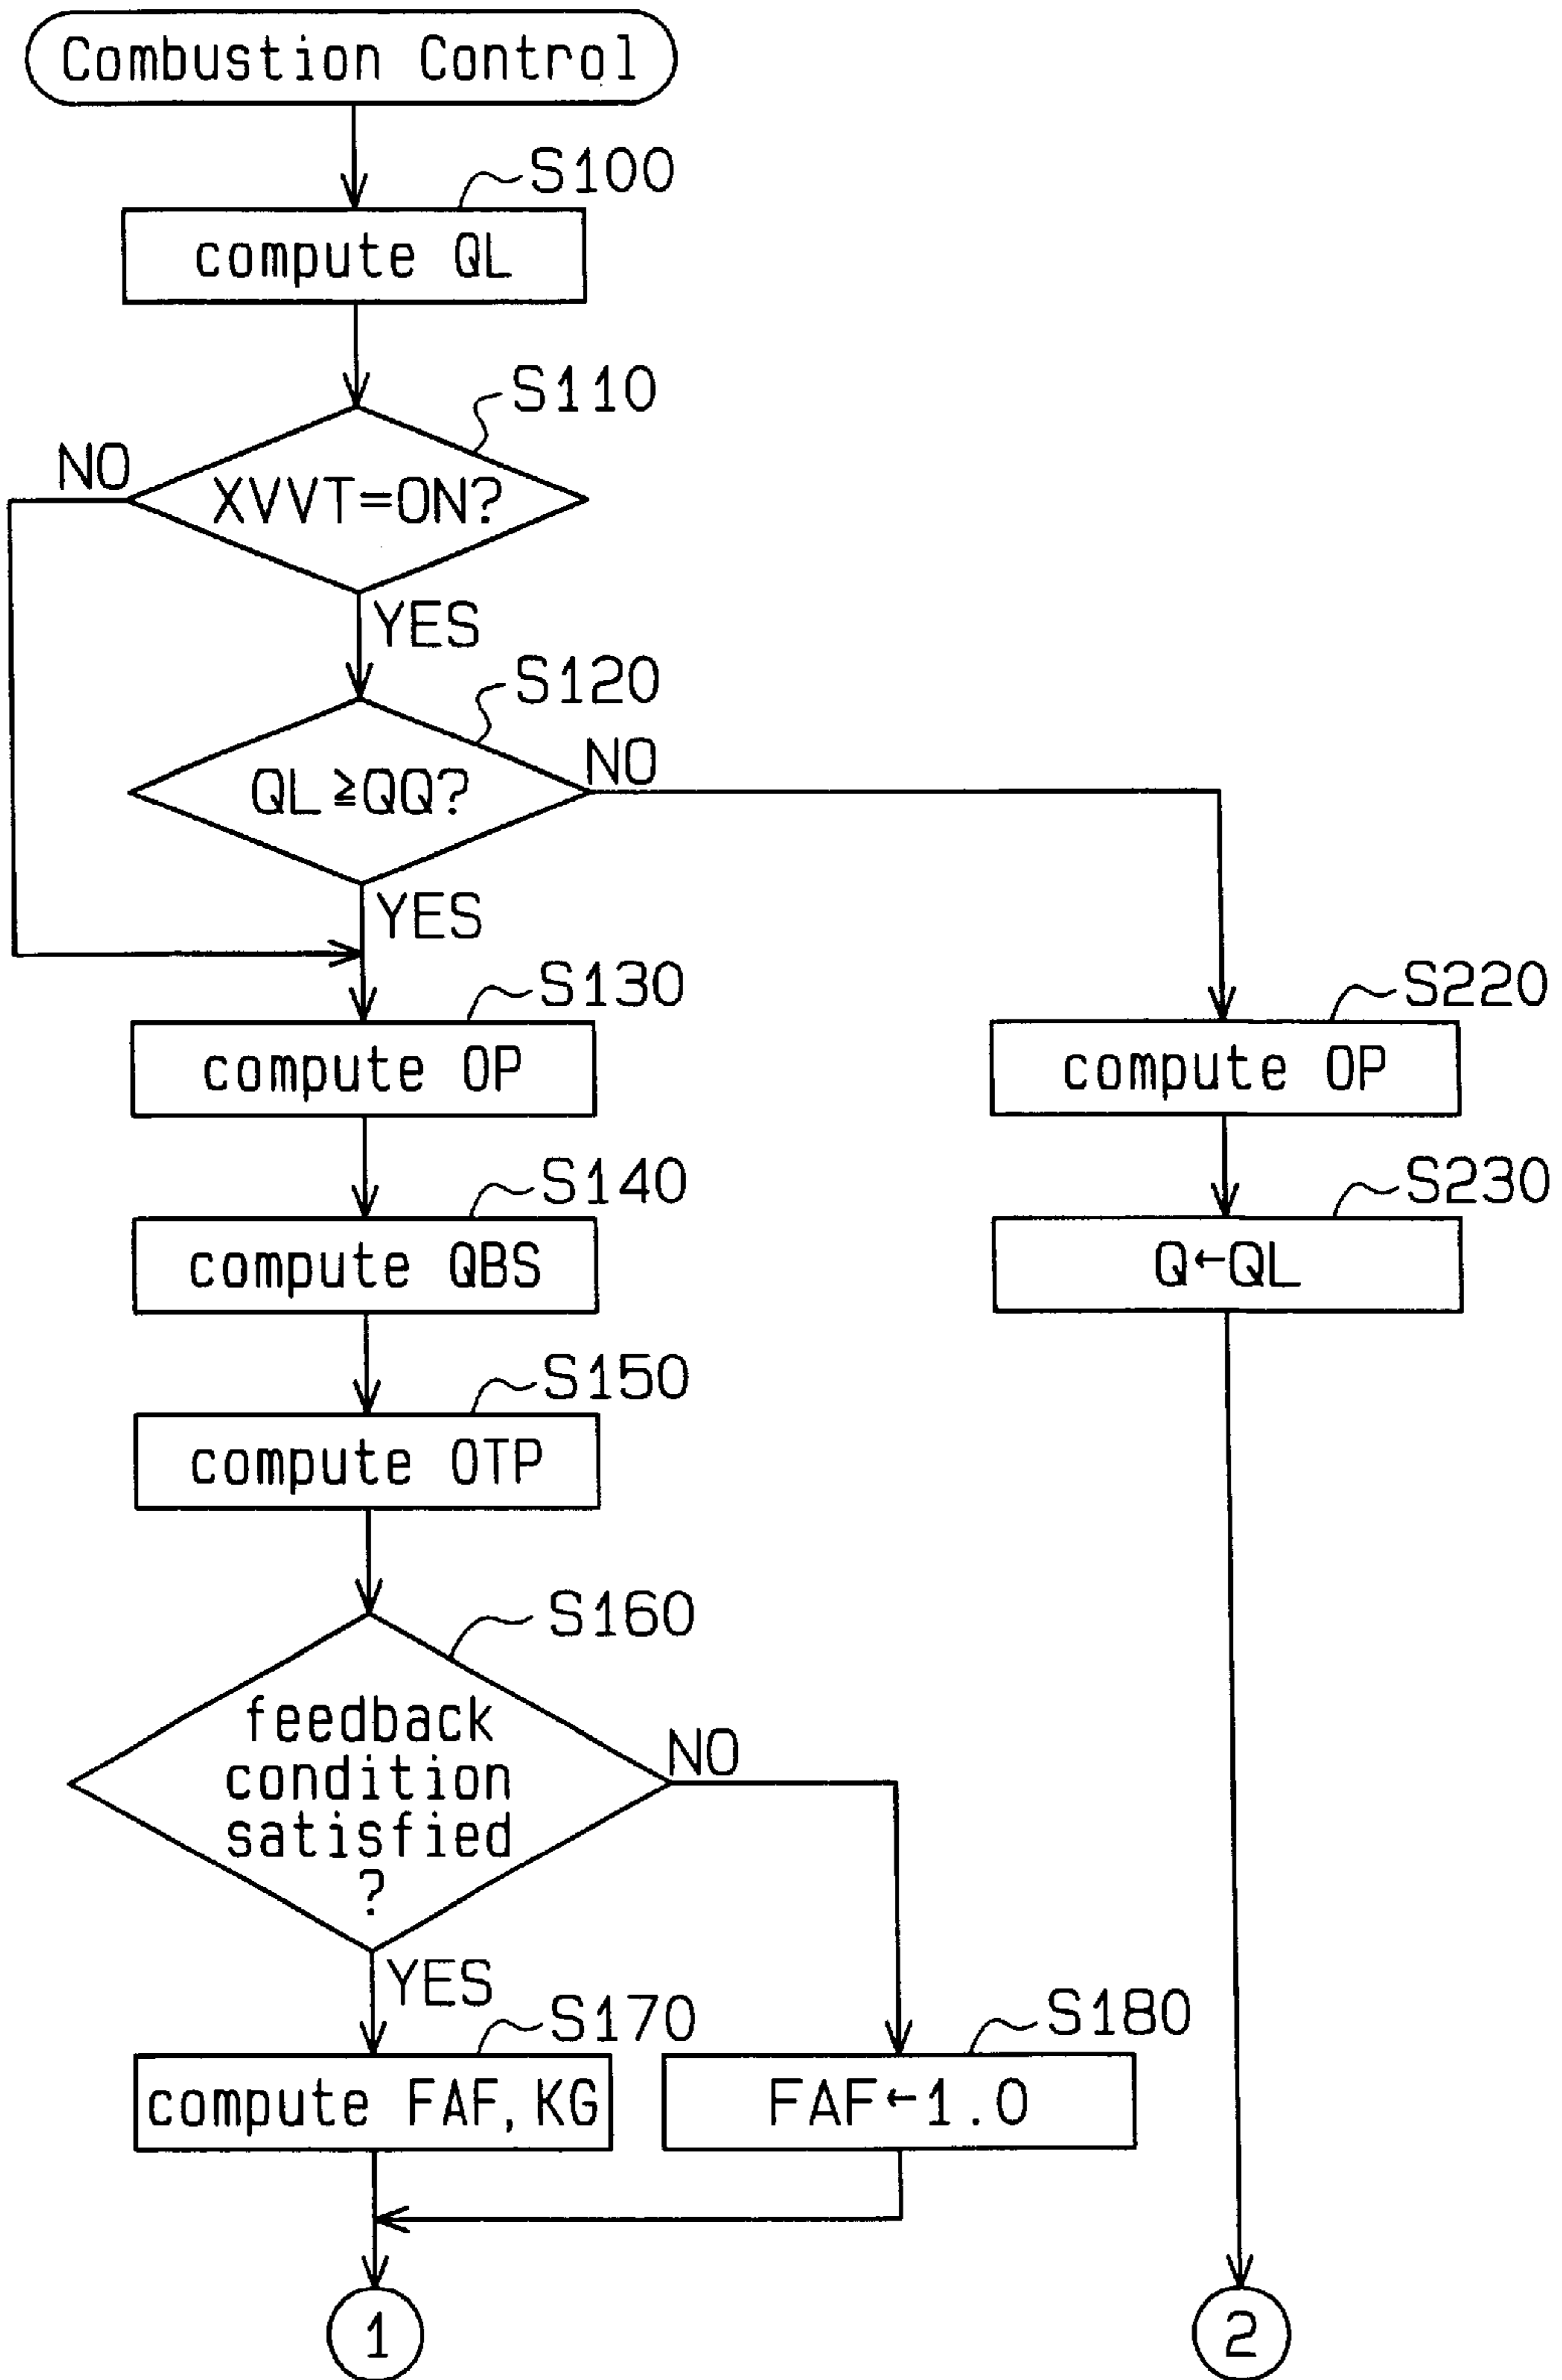 Combustion Control
S100
compute QL
S110
NO
XVVT=ON?
YES
S120
NO
QL≧QQ?
YES
S130
S220
compute OP
compute OP
S140
S230
compute QBS
Q←QL
S150
compute OTP
S160
feedback
condition
satisfied
?
NO
YES
S170
S180
compute FAF, KG
FAF←1.0
1
2